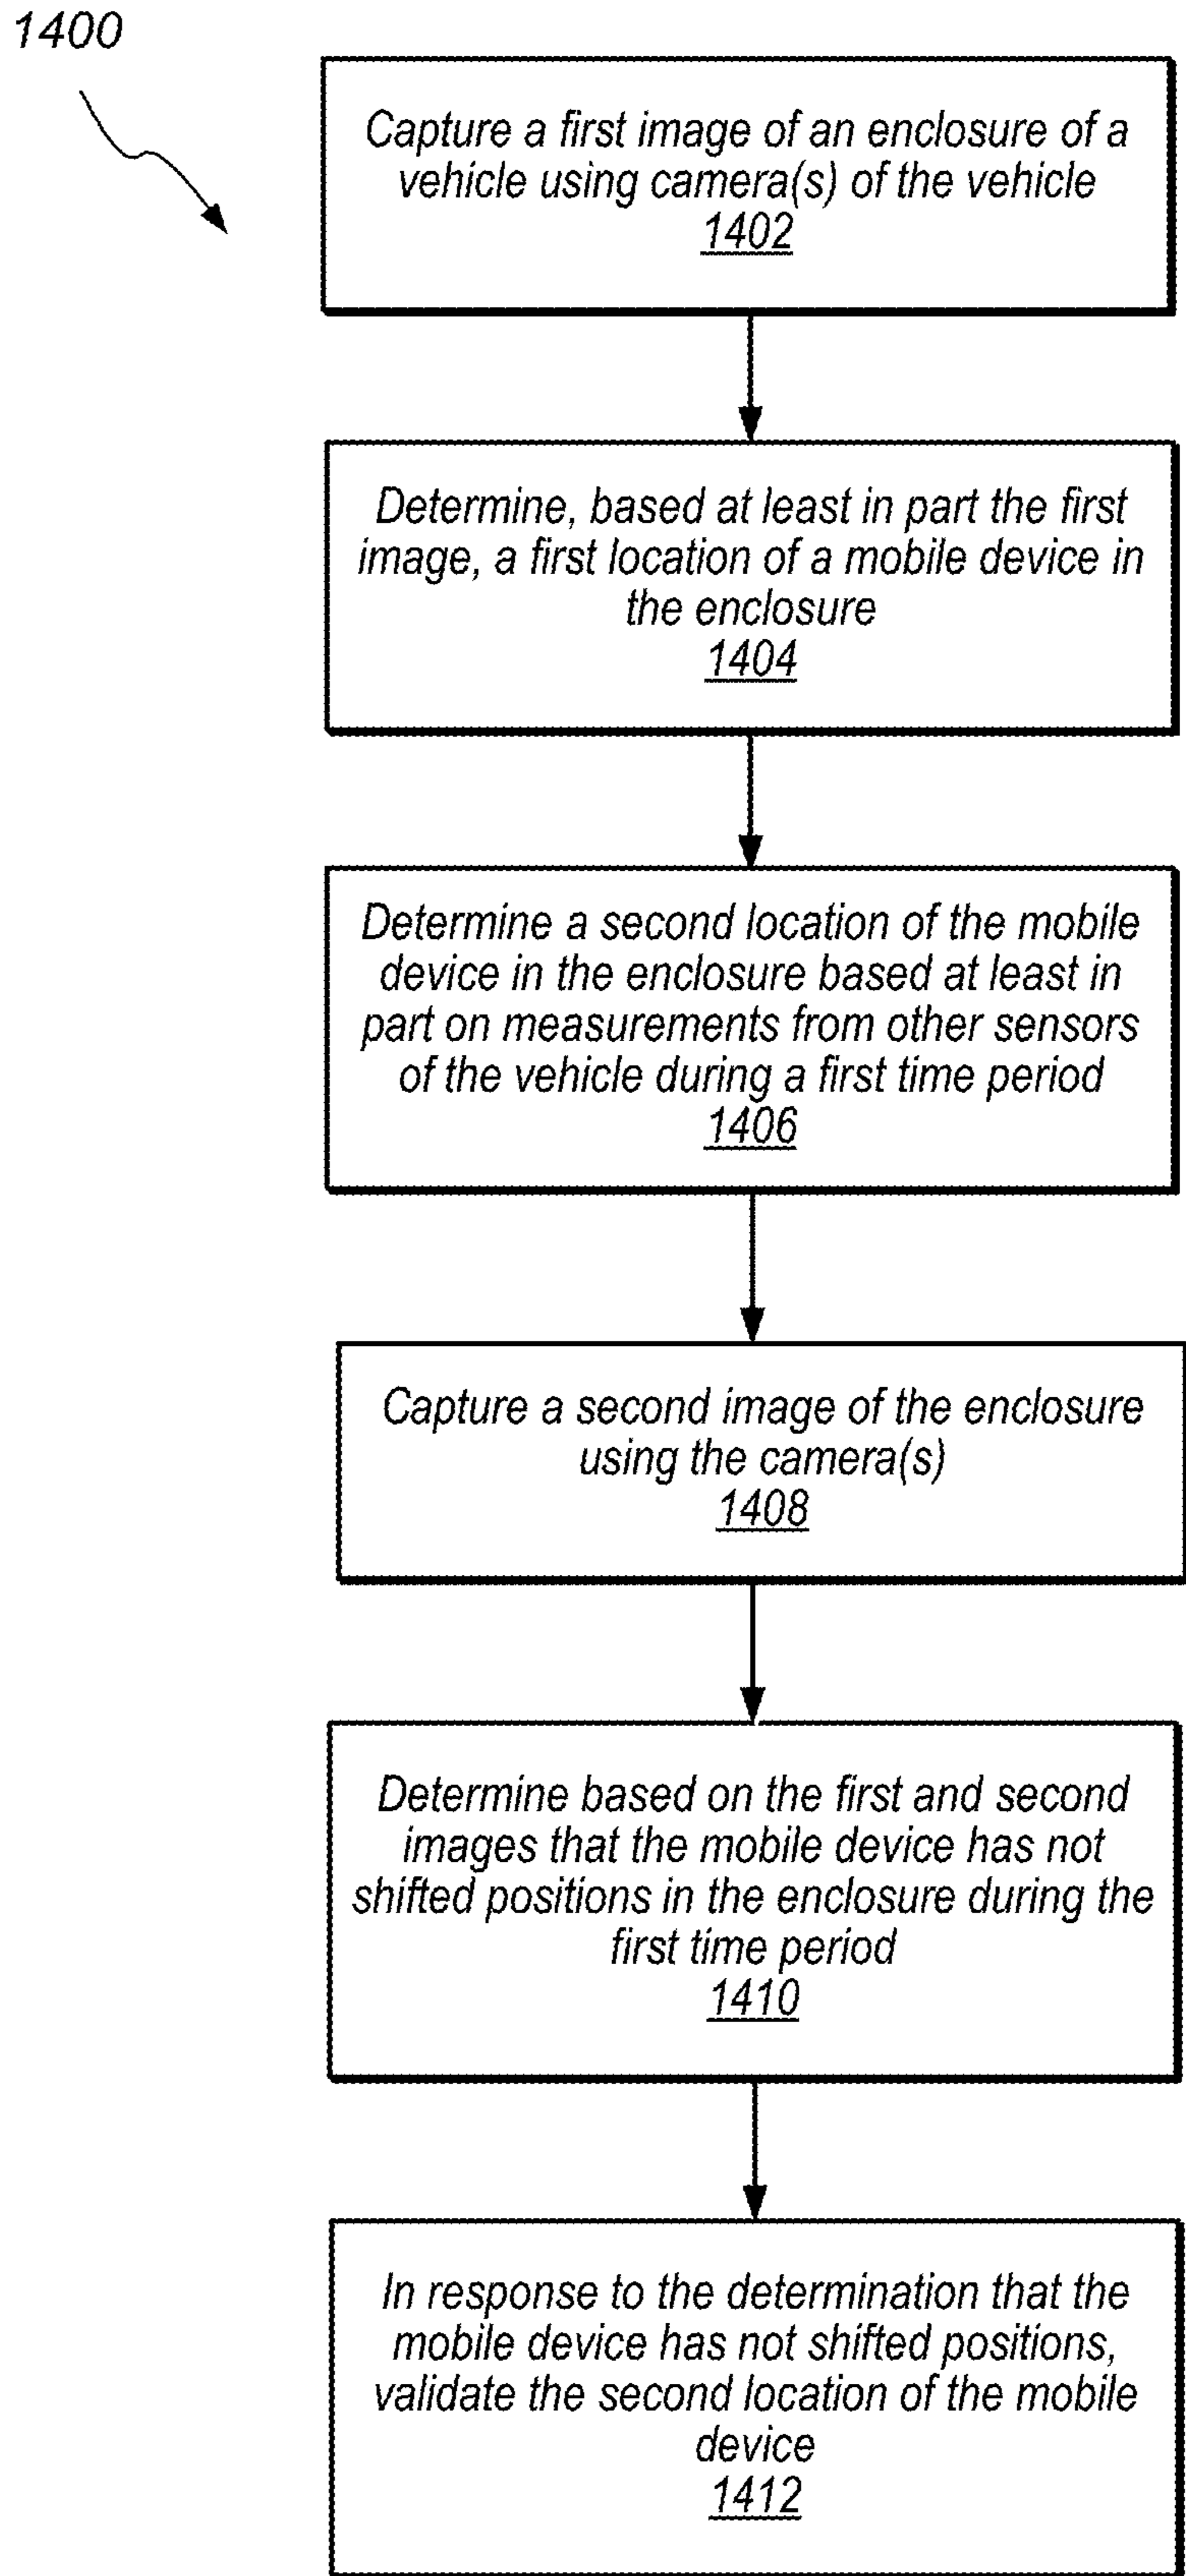 1400
Capture a first image of an enclosure of a
vehicle using camera(s) of the vehicle
1402
Determine, based at least in part the first
image, a first location of a mobile device in
the enclosure
1404
Determine a second location of the mobile
device in the enclosure based at least in
part on measurements from other sensors
of the vehicle during a first time period
1406
Capture a second image of the enclosure
using the camera(s)
1408
Determine based on the first and second
images that the mobile device has not
shifted positions in the enclosure during the
first time period
1410
In response to the determination that the
mobile device has not shifted positions,
validate the second location of the mobile
device
1412